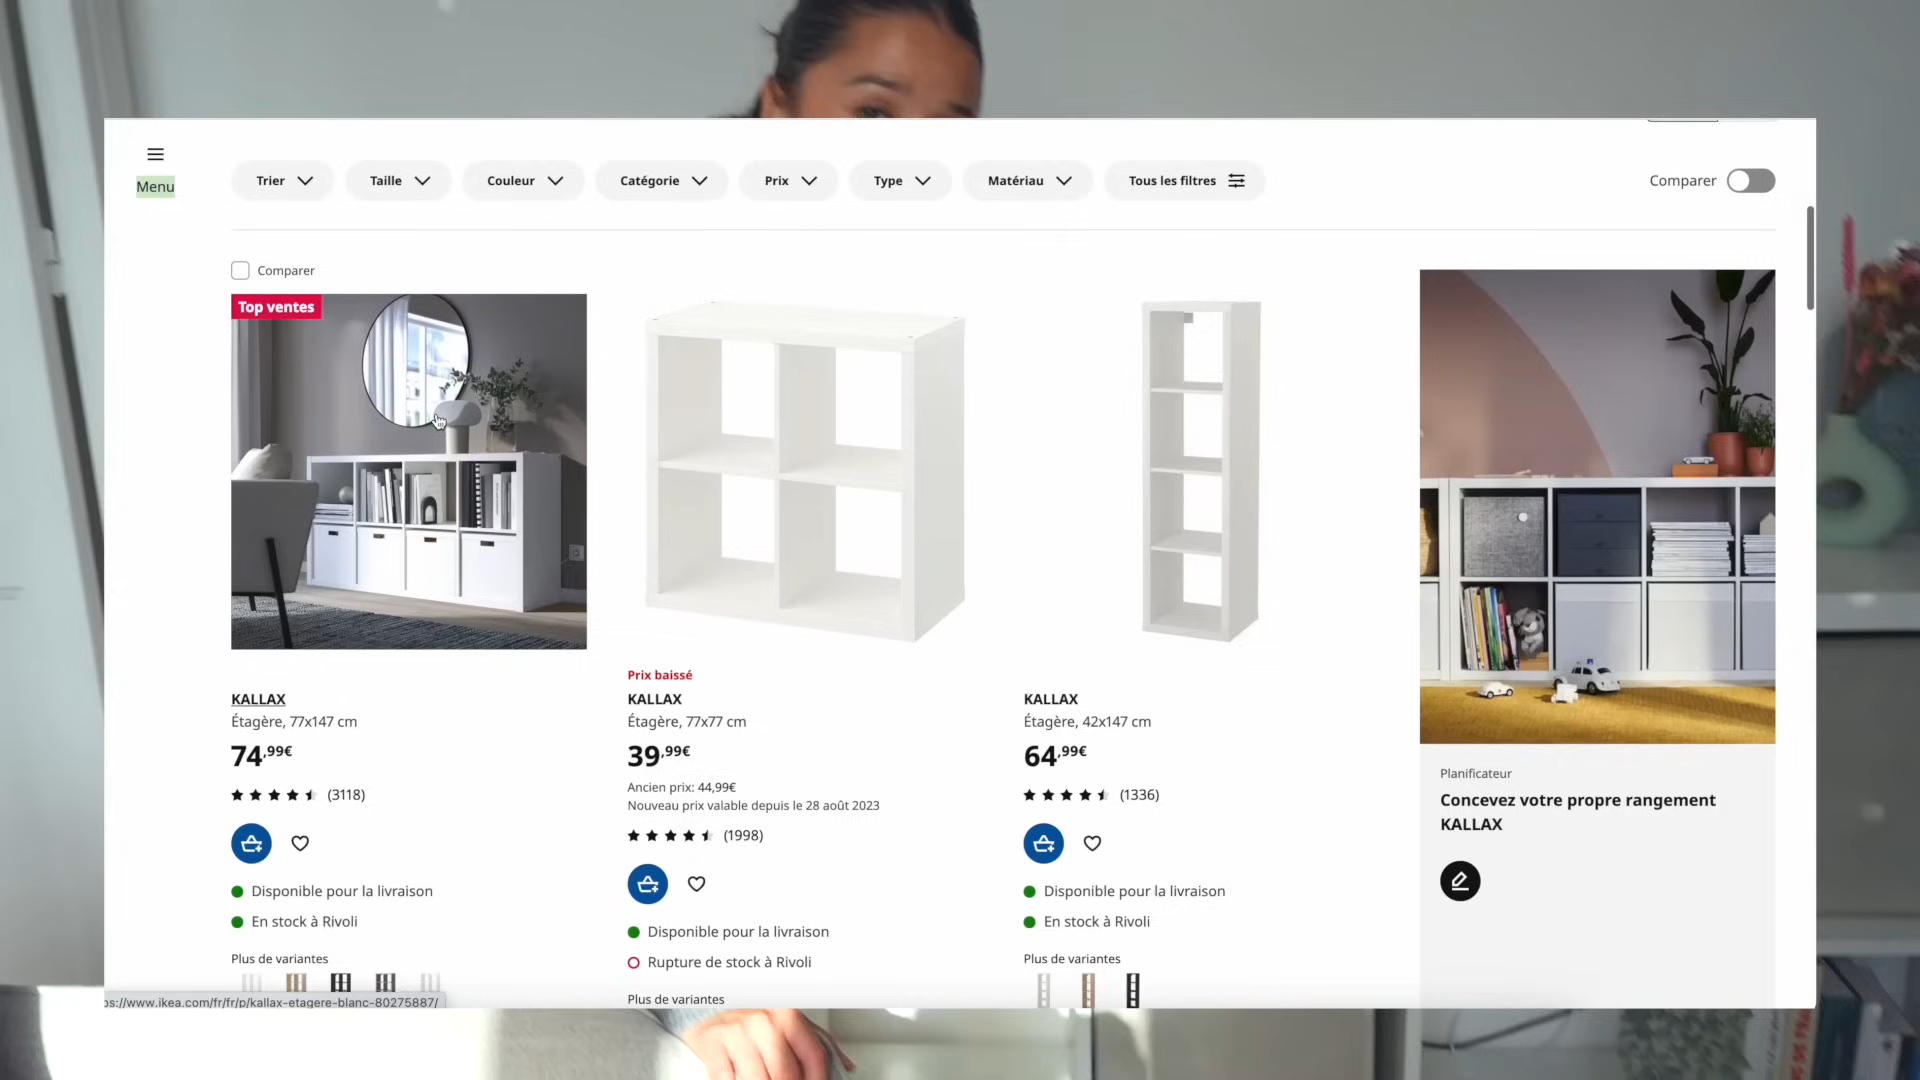 Menu
Trier
Taille
Couleur
Catégorie
Prix
Type
Matériau
Tous les filtres
Comparer
Comparer
Top ventes
KALLAX
Étagère, 77x147 cm
74,99€
(3118)
Disponible pour la livraison
En stock à Rivoli
Plus de variantes
Prix baissé
KALLAX
Étagère, 77x77 cm
39,99€
Ancien prix: 44,99€
Nouveau prix valable depuis le 28 août 2023
(1998)
Disponible pour la livraison
Rupture de stock à Rivoli
Plus de variantes
KALLAX
Étagère, 42x147 cm
64,99€
(1336)
Disponible pour la livraison
En stock à Rivoli
Plus de variantes
Planificateur
Concevez votre propre rangement
KALLAX
ps://www.ikea.com/fr/fr/p/kallax-etagere-blanc-80275887/